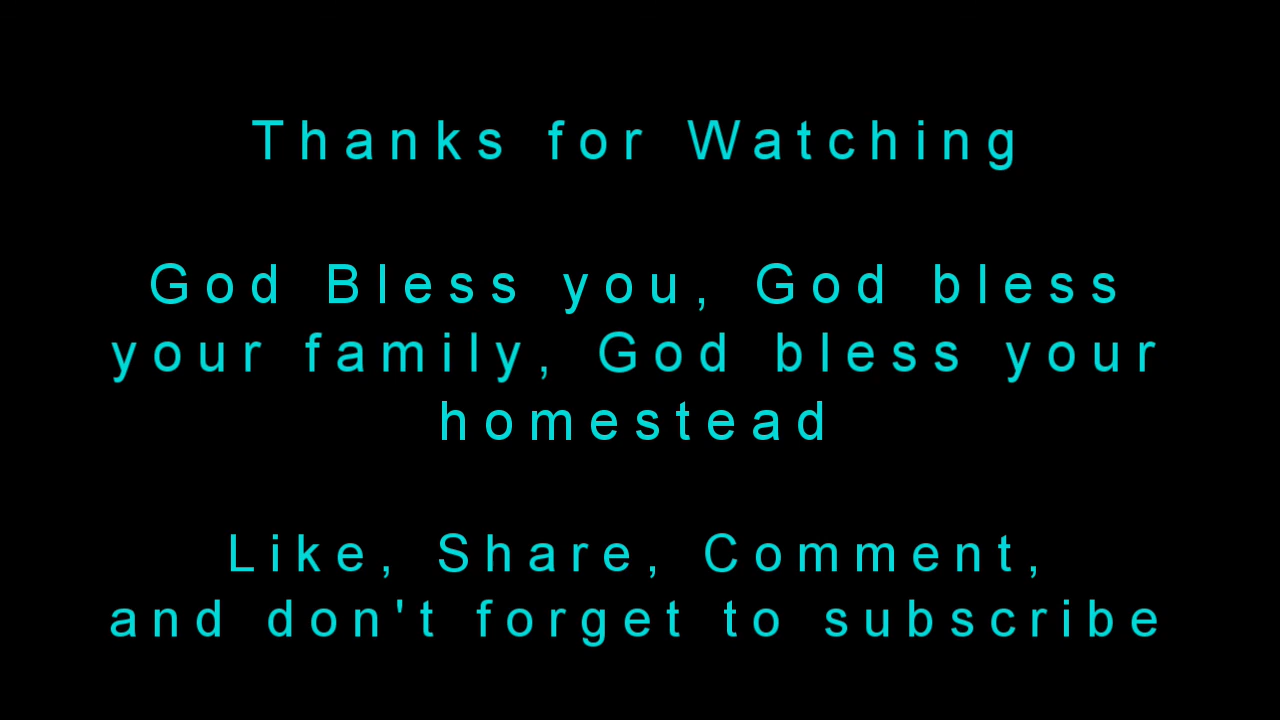 Thanks for Watching
God Bless you, God bless
your family, God bless your
homestead
Like, Share, Comment,
and don't forget to subscribe